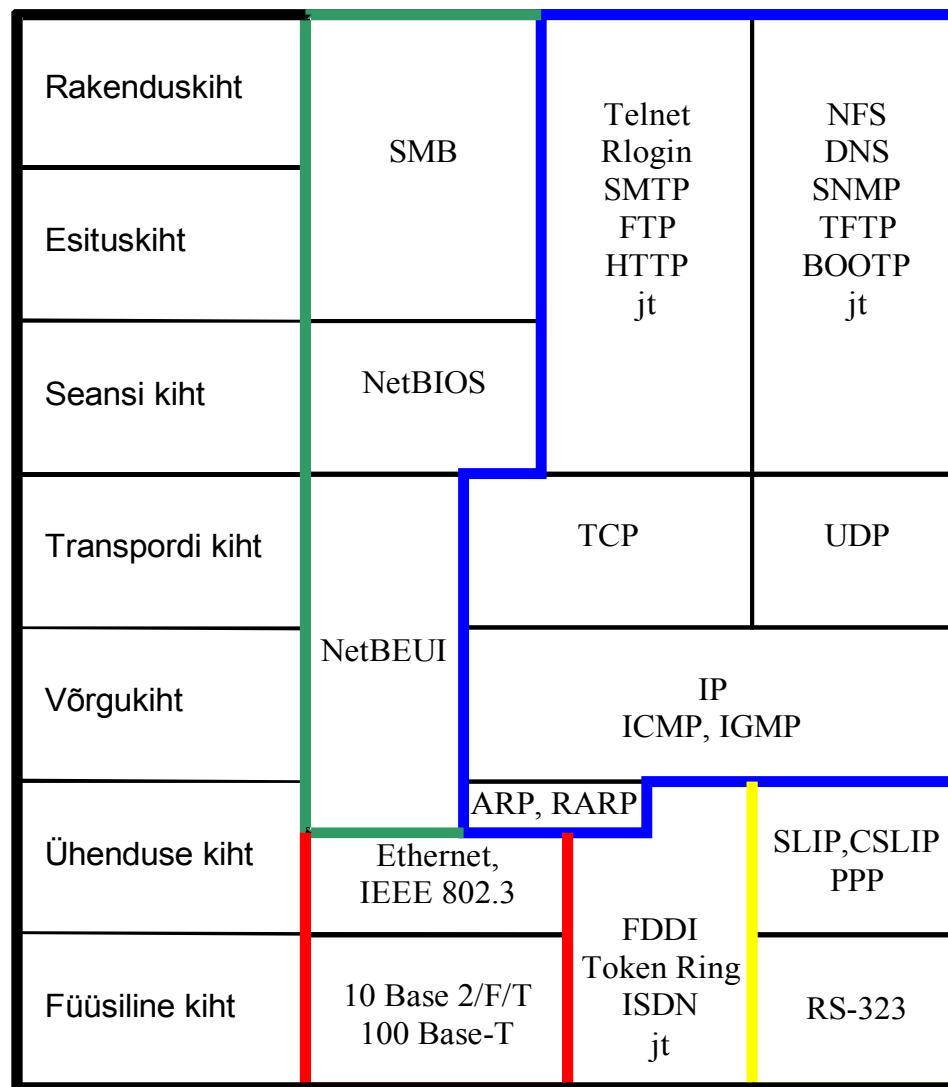 Rakenduskiht
Esituskiht
Seansi kiht
Transpordi kiht
Võrgukiht
Ühenduse kiht
Füüsiline kiht
SMB
NetBIOS
NetBEUI
Telnet
Rlogin
SMTP
FTP
HTTP
jt
NFS
DNS
SNMP
TFTP
BOOTP
jt
TCP
UDP
IP
ICMP, IGMP
ARP, RARP
Ethernet,
IEEE 802.3
10 Base 2/F/T
100 Base-T
FDDI
Token Ring
ISDN
jt
SLIP,CSLIP
PPP
RS-323